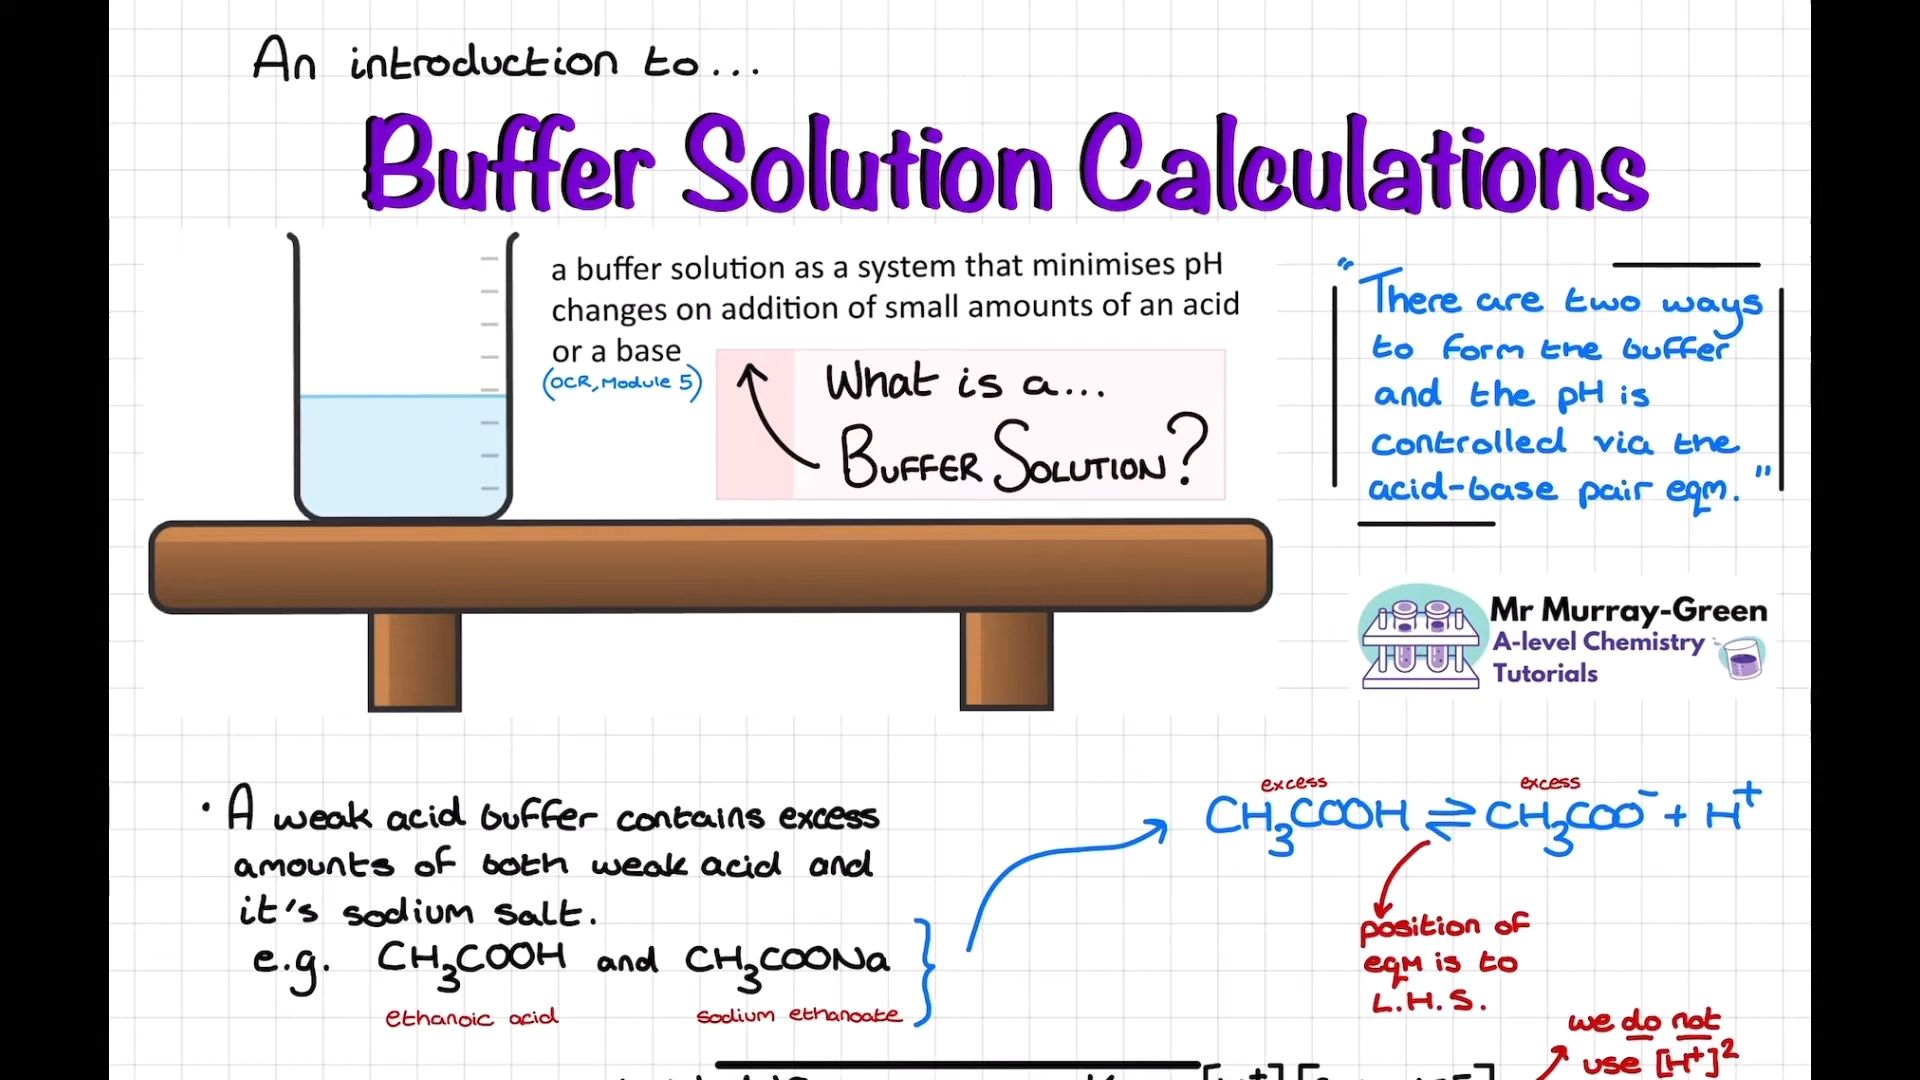 An introduction to...
Buffer Solution Calculations
a buffer solution as a system that minimises pH
changes on addition of small amounts of an acid
or a base
(OCR, Module 5)
What is a...
BUFFER SOLUTION?
"There are two ways
to form the buffer
and the pH is
controlled via the
acid-base pair eqm."
Mr Murray-Green
A-level Chemistry
Tutorials
• A weak acid buffer contains excess
amounts of both weak acid and
it's sodium salt.
e.g. CH₃COOH and CH₃COONa
ethanoic acid sodium ethanoate
excess excess
CH₃COOH ⇌ CH₃COO⁻ + H⁺
position of
eqm is to
L.H.S.
we do not
use [H⁺]²